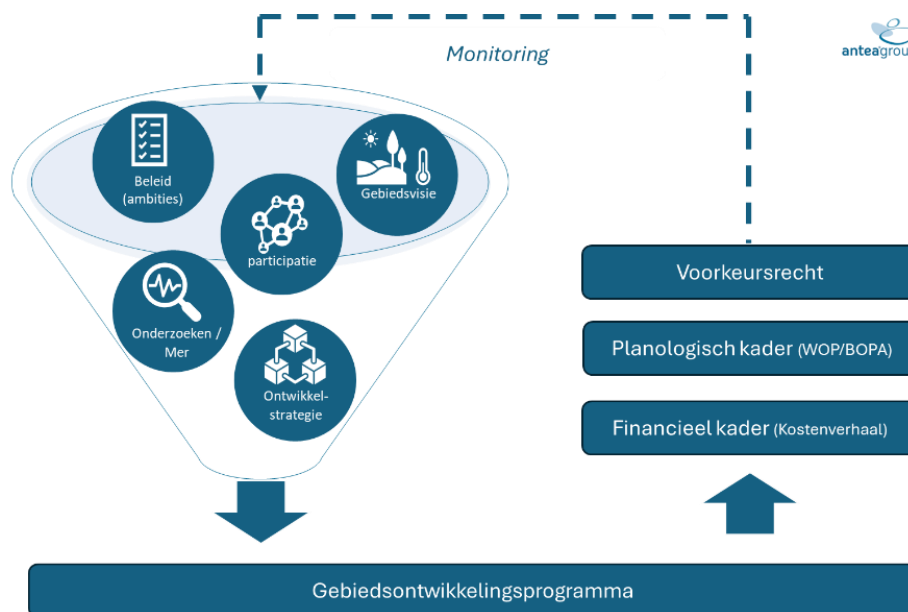 Monitoring
anteagrou
Beleid
(ambities)
Gebiedsvisie
participatie
Onderzoeken /
Mer
Ontwikkel-
strategie
Voorkeursrecht
Planologisch kader (WOP/BOPA)
Financieel kader (Kostenverhaal)
Gebiedsontwikkelingsprogramma